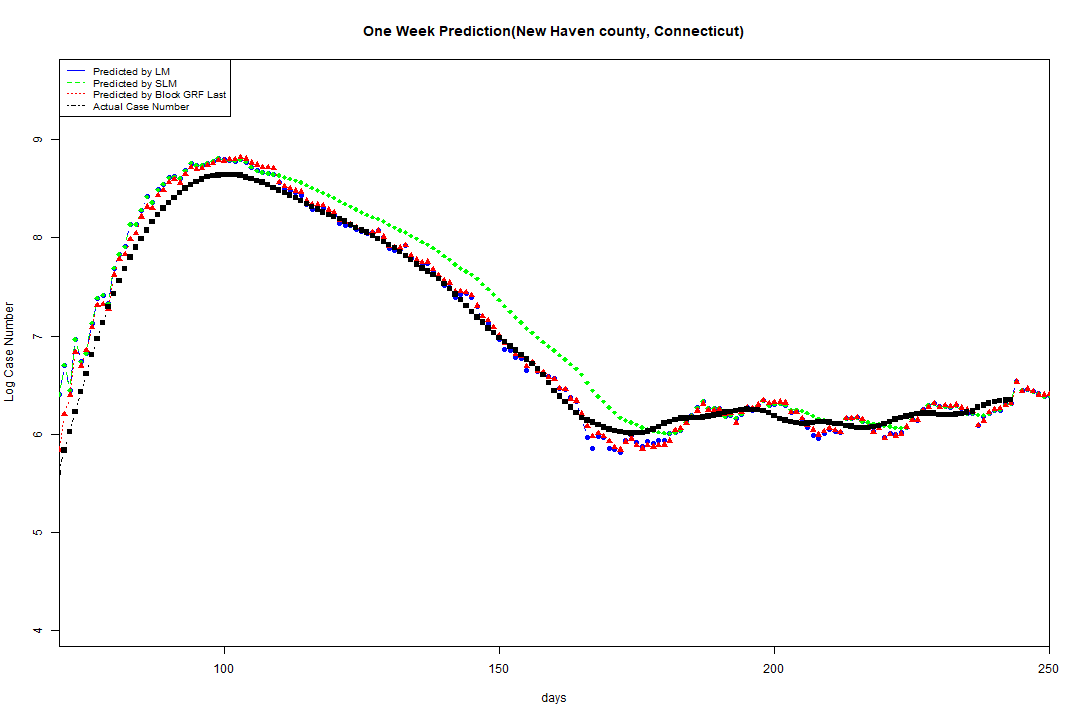 One Week Prediction(New Haven county, Connecticut)
Predicted by LM
Predicted by SLM
Predicted by Block GRF Last
Actual Case Number
9
8
7
6
5
4
Log Case Number
100 150 200 250
days